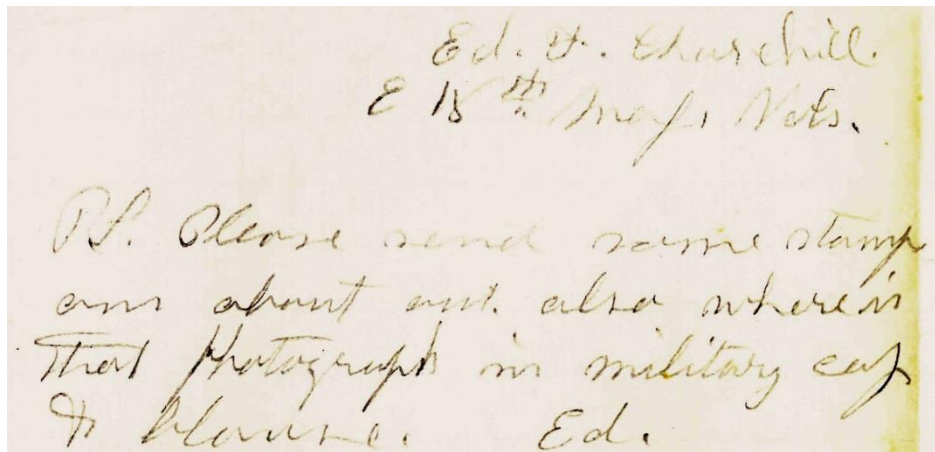 Ed. F. Churchill.
E 18th Mass Vols.
P.S. Please send some stamp
am about out. also where is
that Photograph in military cap
& blouse. Ed.